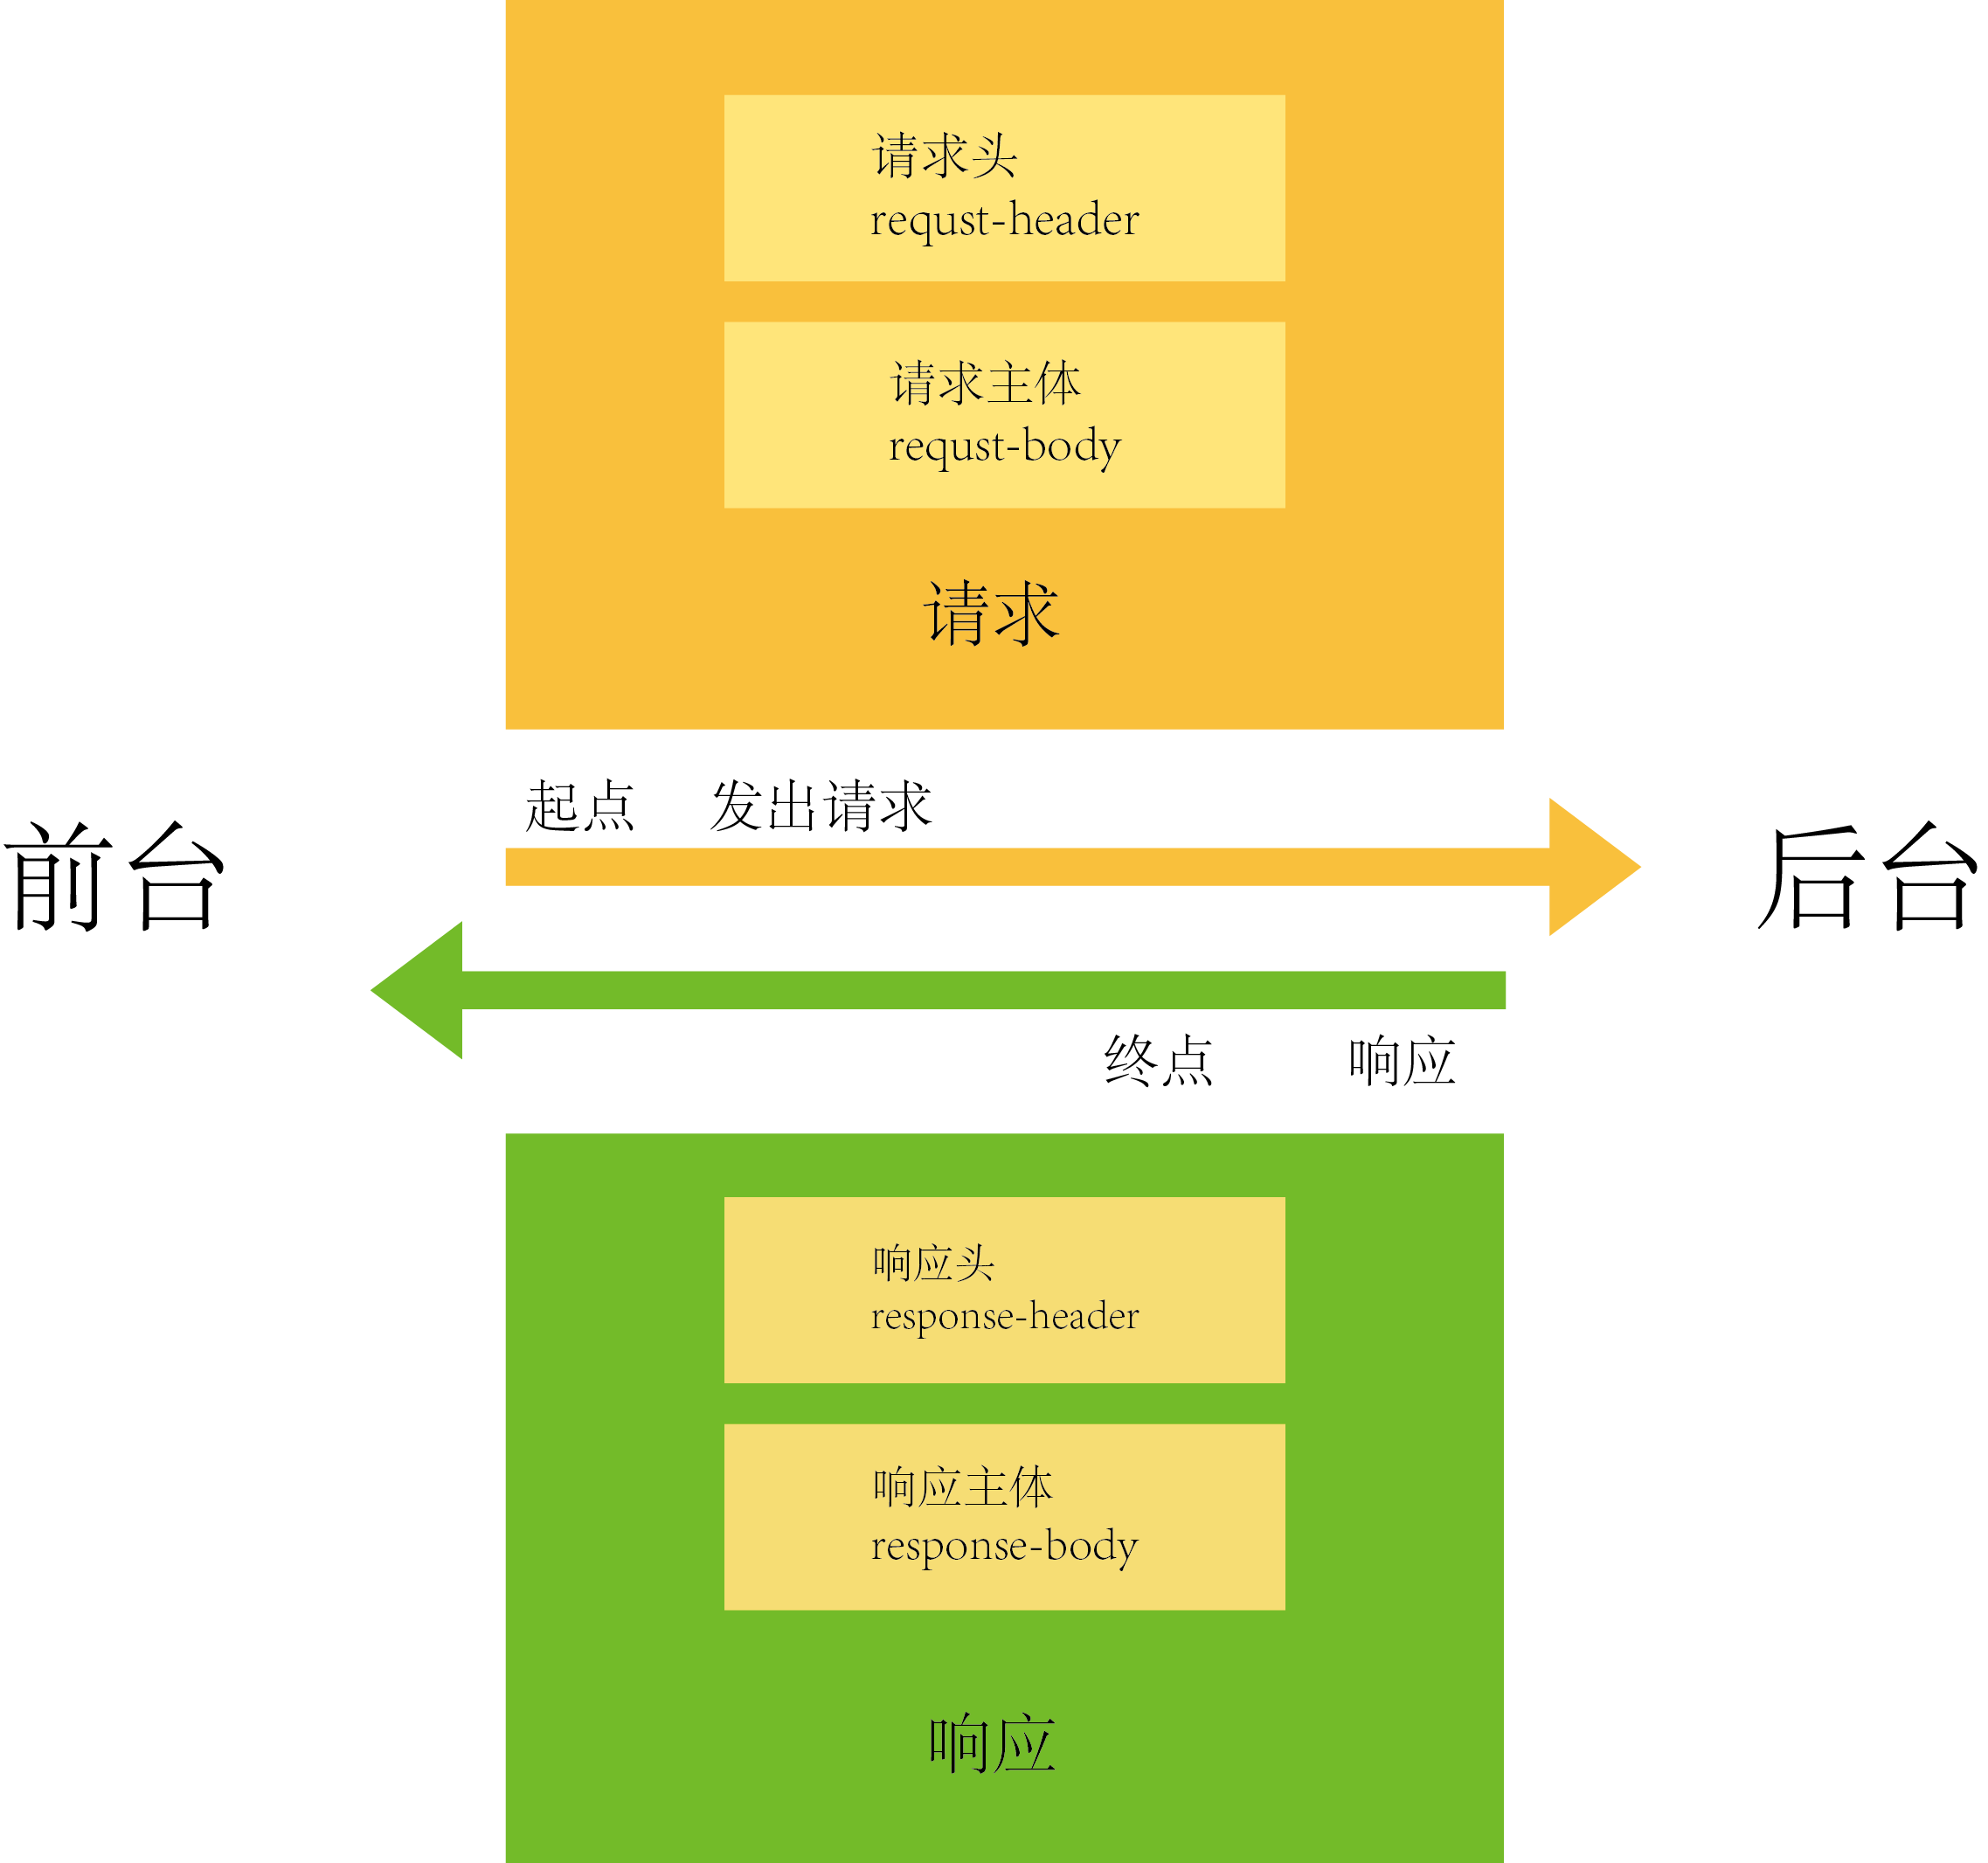 请求头
requst-header
请求主体
requst-body
请求
起点 发出请求
前台
后台
终点 响应
响应头
response-header
响应主体
response-body
响应